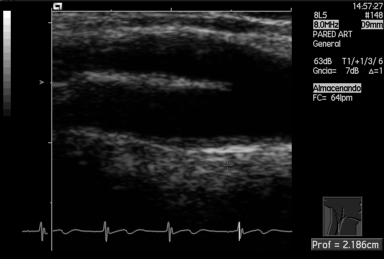 14:57:27
8L5 #148
8.0MHz 39mm
PARED ART
General
63dB T1/+1/3/6
Gncia= 7dB Δ=1
Almacenando
FC= 64lpm
Prof = 2.186cm